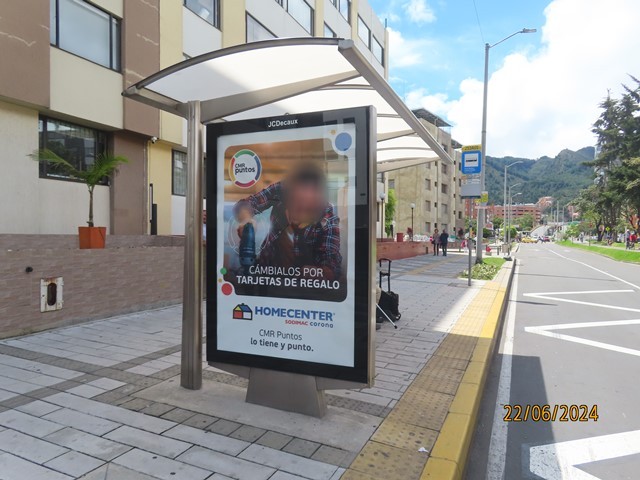 JCDecaux
CMR
puntos
CÁMBIALOS POR
TARJETAS DE REGALO
HOMECENTER
SODIMAC corona
CMR Puntos
lo tiene y punto.
22/06/2024